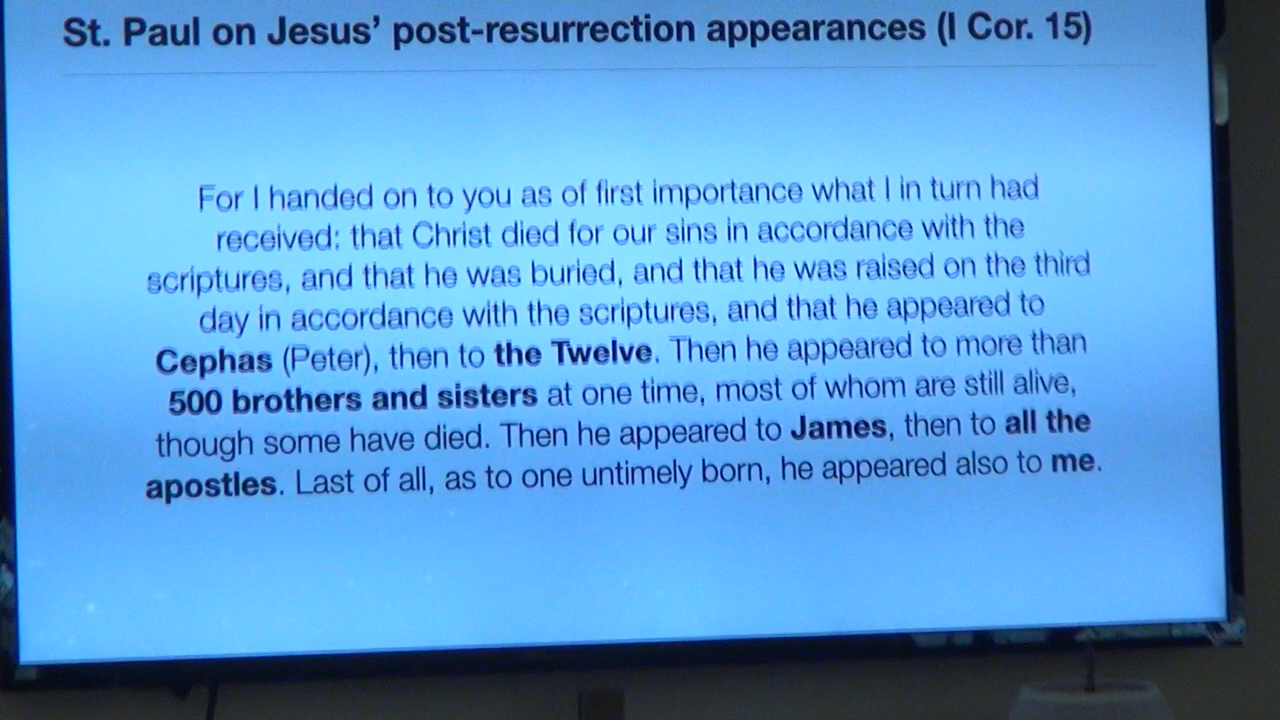 St. Paul on Jesus’ post-resurrection appearances (I Cor. 15)
For I handed on to you as of first importance what I in turn had
received: that Christ died for our sins in accordance with the
scriptures, and that he was buried, and that he was raised on the third
day in accordance with the scriptures, and that he appeared to
Cephas (Peter), then to the Twelve. Then he appeared to more than
500 brothers and sisters at one time, most of whom are still alive,
though some have died. Then he appeared to James, then to all the
apostles. Last of all, as to one untimely born, he appeared also to me.